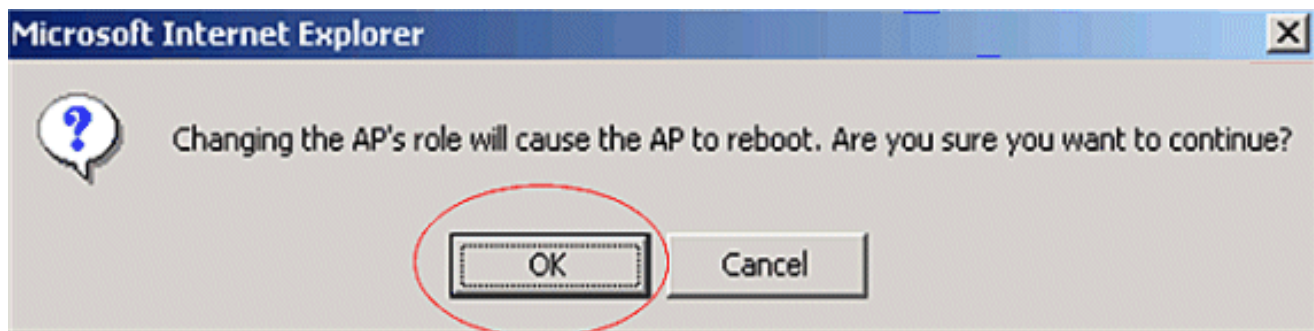 Microsoft Internet Explorer
Changing the AP's role will cause the AP to reboot. Are you sure you want to continue?
OK
Cancel